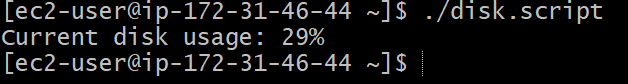 [ec2-user@ip-172-31-46-44 ~]$ ./disk.script
Current disk usage: 29%
[ec2-user@ip-172-31-46-44 ~]$